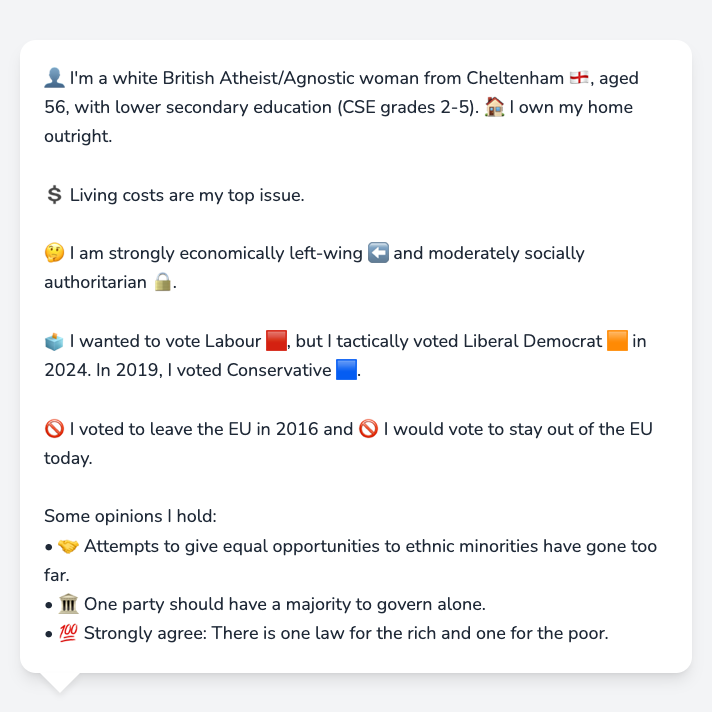 👤 I'm a white British Atheist/Agnostic woman from Cheltenham 🏴󠁧󠁢󠁥󠁮󠁧󠁿, aged
56, with lower secondary education (CSE grades 2-5). 🏠 I own my home
outright.
💲 Living costs are my top issue.
🤔 I am strongly economically left-wing ⬅️ and moderately socially
authoritarian 🔒.
🗳️ I wanted to vote Labour 🟥, but I tactically voted Liberal Democrat 🟧 in
2024. In 2019, I voted Conservative 🟦.
🚫 I voted to leave the EU in 2016 and 🚫 I would vote to stay out of the EU
today.
Some opinions I hold:
• 🤝 Attempts to give equal opportunities to ethnic minorities have gone too
far.
• 🏛️ One party should have a majority to govern alone.
• 💯 Strongly agree: There is one law for the rich and one for the poor.